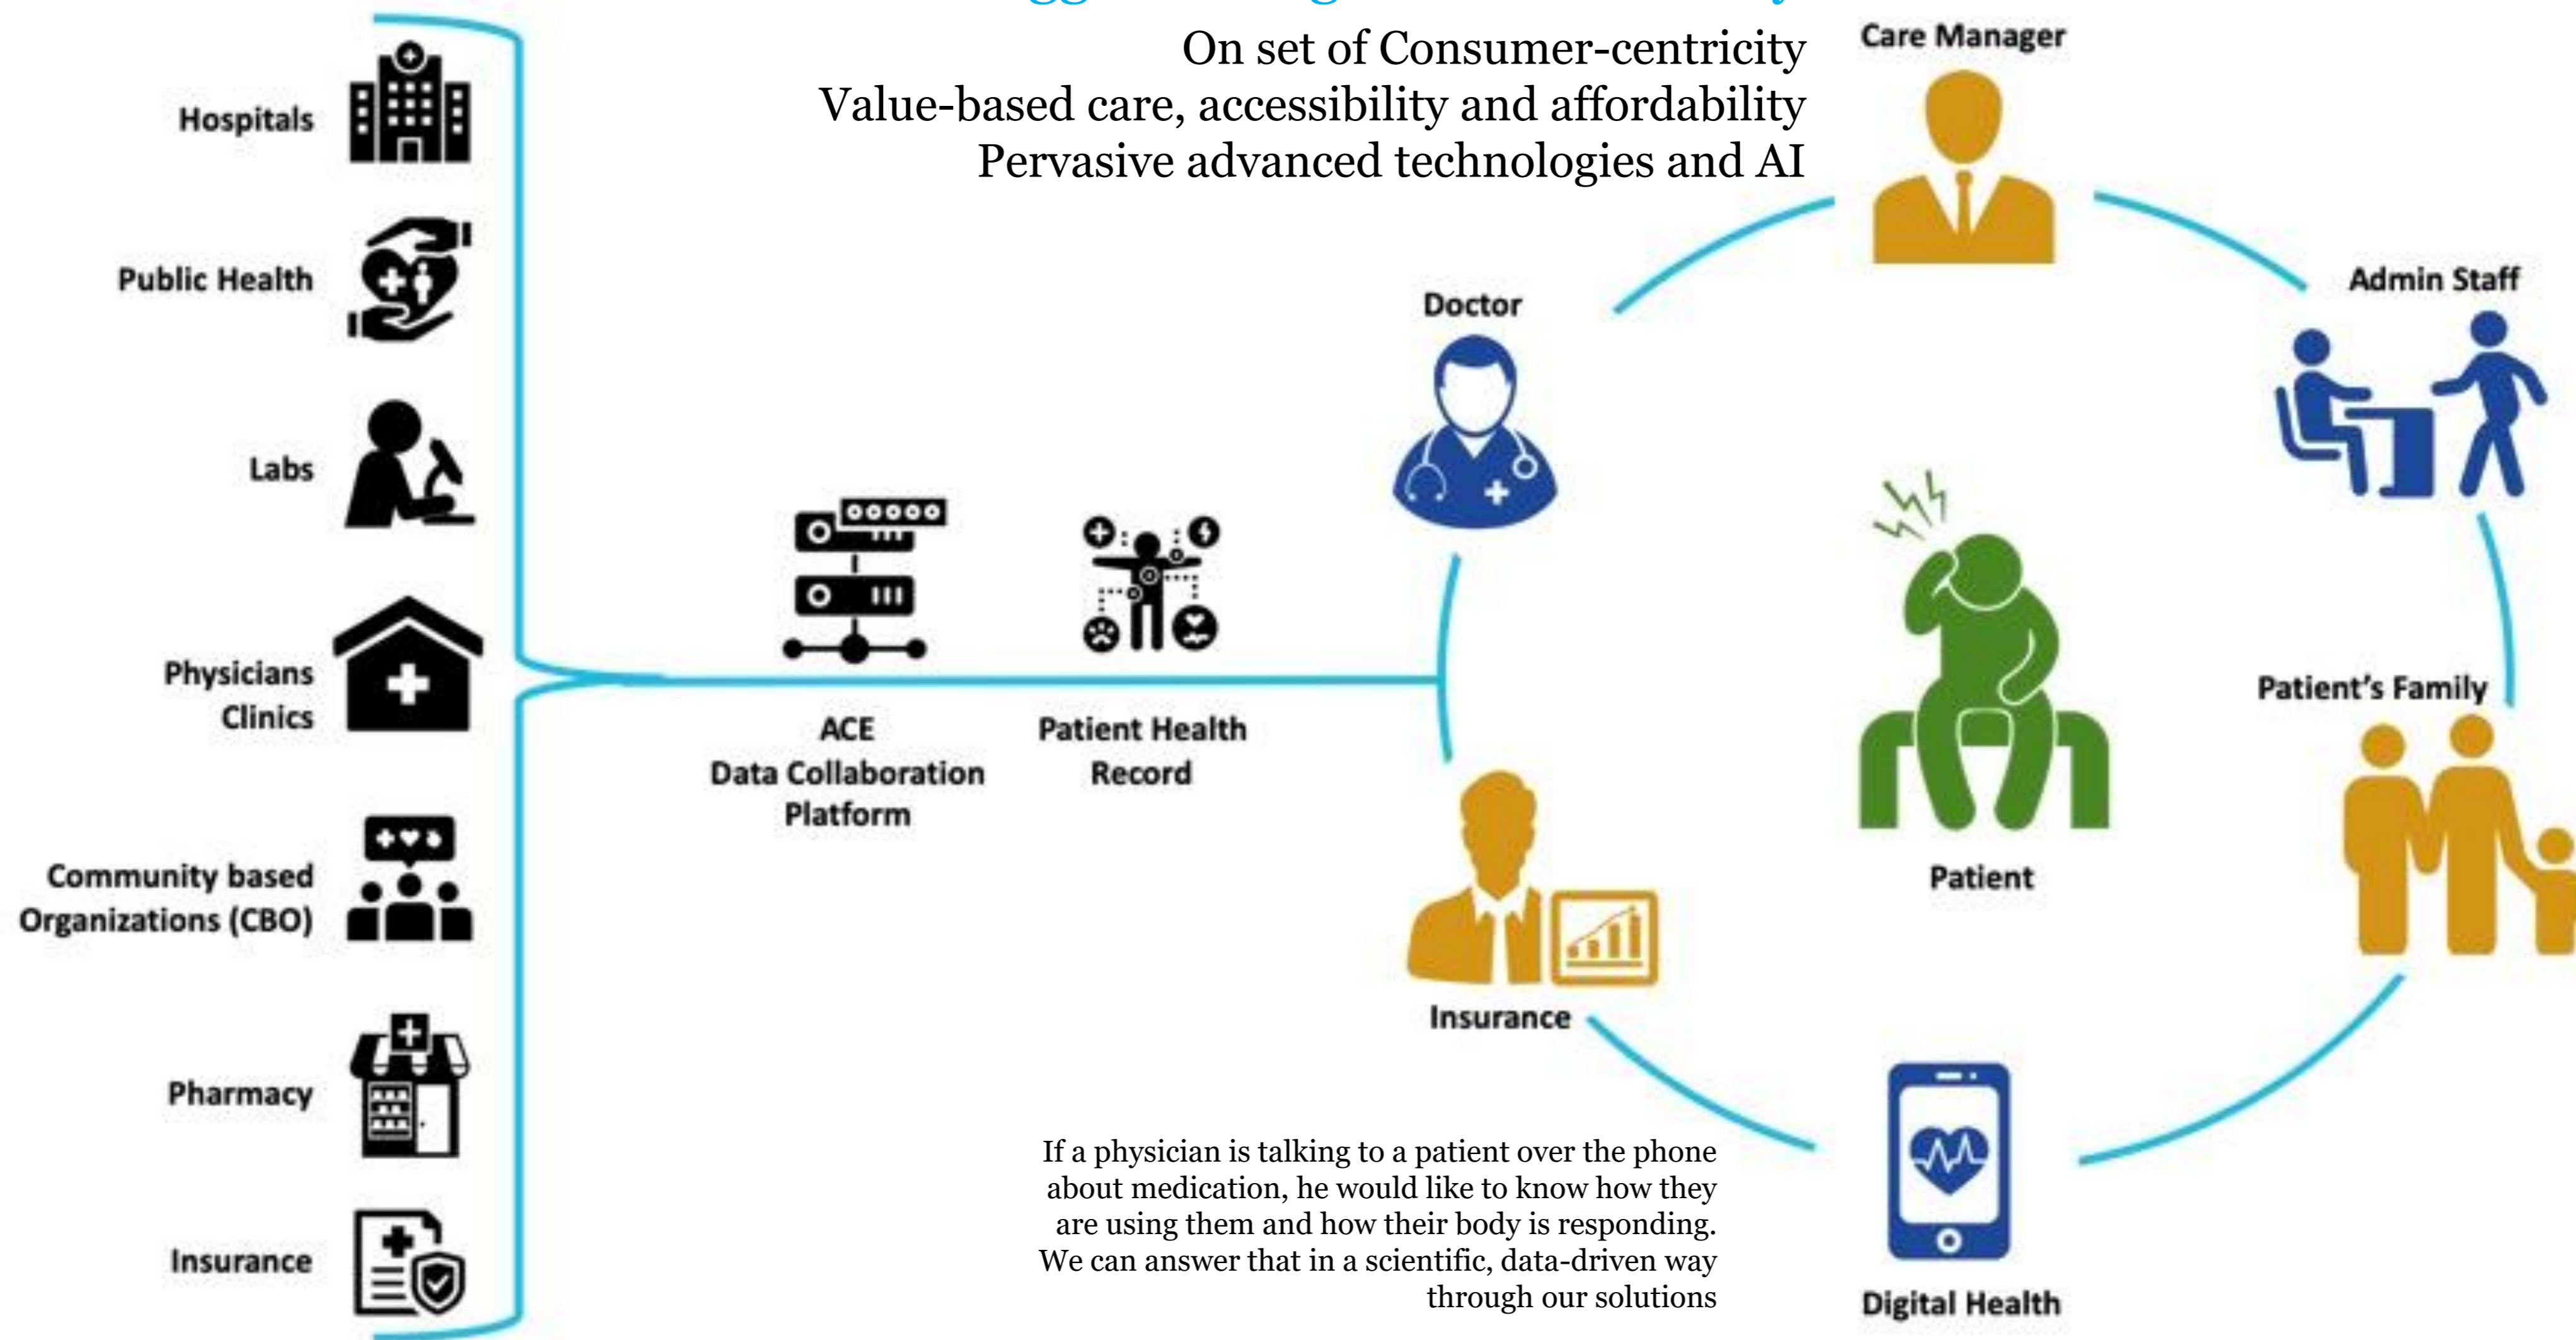 On set of Consumer-centricity
Value-based care, accessibility and affordability
Pervasive advanced technologies and AI
Hospitals
Public Health
Labs
Physicians
Clinics
Community based
Organizations (CBO)
Pharmacy
Insurance
ACE
Data Collaboration
Platform
Patient Health
Record
Care Manager
Doctor
Admin Staff
Patient's Family
Patient
Insurance
Digital Health
If a physician is talking to a patient over the phone
about medication, he would like to know how they
are using them and how their body is responding.
We can answer that in a scientific, data-driven way
through our solutions